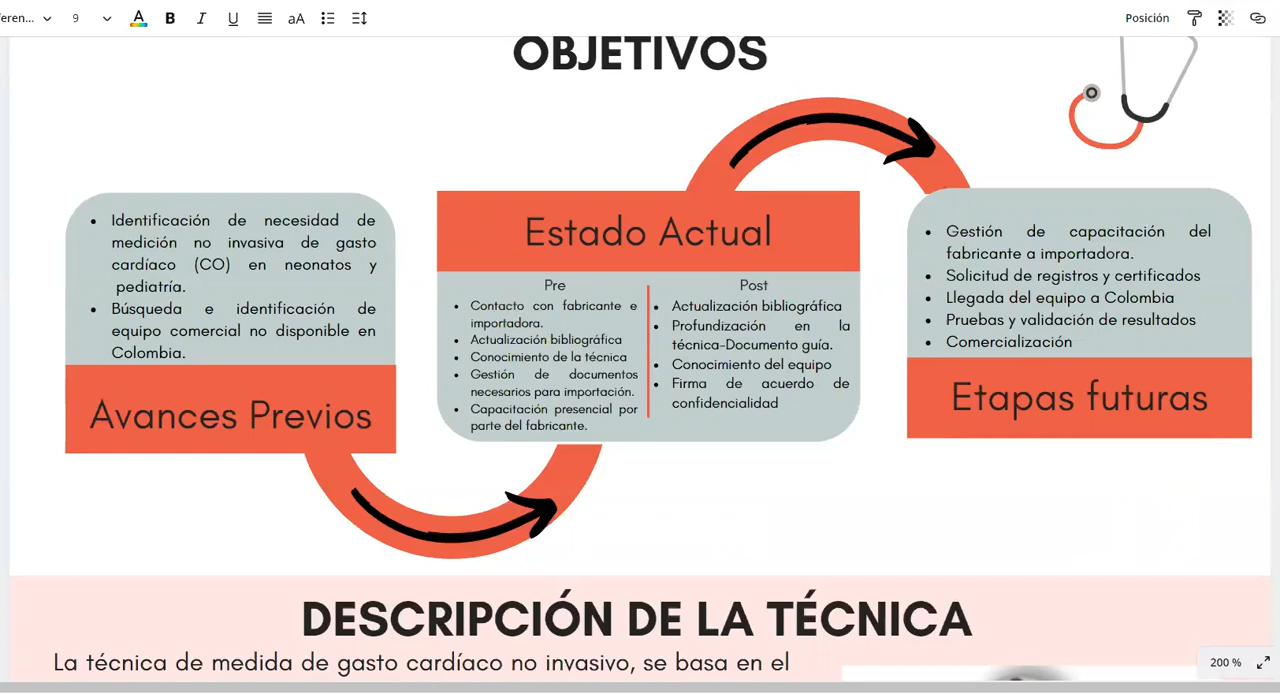 9
A
B
I
U
aA
Posición
OBJETIVOS
Identificación de necesidad de
medición no invasiva de gasto
cardíaco (CO) en neonatos y
pediatría.
Búsqueda e identificación de
equipo comercial no disponible en
Colombia.
Avances Previos
Estado Actual
Pre
Contacto con fabricante e
importadora.
Actualización bibliográfica
Conocimiento de la técnica
Gestión de documentos
necesarios para importación.
Capacitación presencial por
parte del fabricante.
Post
Actualización bibliográfica
Profundización en la
técnica-Documento guía.
Conocimiento del equipo
Firma de acuerdo de
confidencialidad
Gestión de capacitación del
fabricante a importadora.
Solicitud de registros y certificados
Llegada del equipo a Colombia
Pruebas y validación de resultados
Comercialización
Etapas futuras
DESCRIPCIÓN DE LA TÉCNICA
La técnica de medida de gasto cardíaco no invasivo, se basa en el
200 %